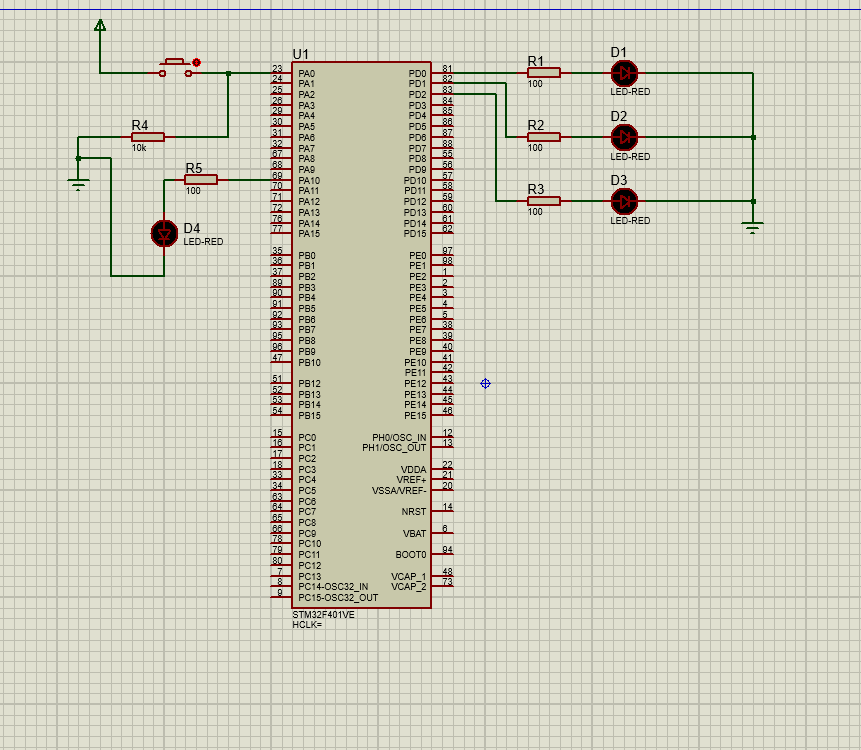 U1
23 PA0 PD0 81
24 PA1 PD1 82
25 PA2 PD2 83
26 PA3 PD3 84
29 PA4 PD4 85
30 PA5 PD5 86
31 PA6 PD6 87
32 PA7 PD7 88
67 PA8 PD8 55
68 PA9 PD9 56
69 PA10 PD10 57
70 PA11 PD11 58
71 PA12 PD12 59
72 PA13 PD13 60
76 PA14 PD14 61
77 PA15 PD15 62
35 PB0 PE0 97
36 PB1 PE1 98
37 PB2 PE2 1
89 PB3 PE3 2
90 PB4 PE4 3
91 PB5 PE5 4
92 PB6 PE6 5
93 PB7 PE7 38
95 PB8 PE8 39
96 PB9 PE9 40
47 PB10 PE10 41
PE11 42
51 PB12 PE12 43
52 PB13 PE13 44
53 PB14 PE14 45
54 PB15 PE15 46
15 PC0 PH0/OSC_IN 12
16 PC1 PH1/OSC_OUT 13
17 PC2
18 PC3 VDDA 22
33 PC4 VREF+ 21
34 PC5 VSSA/VREF- 20
63 PC6
64 PC7 NRST 14
65 PC8
66 PC9 VBAT 6
78 PC10
79 PC11 BOOT0 94
80 PC12
7 PC13 VCAP_1 48
8 PC14-OSC32_IN VCAP_2 73
9 PC15-OSC32_OUT
STM32F401VE
HCLK=
R4
10k
R5
100
D4
LED-RED
R1
100
D1
LED-RED
R2
100
D2
LED-RED
R3
100
D3
LED-RED